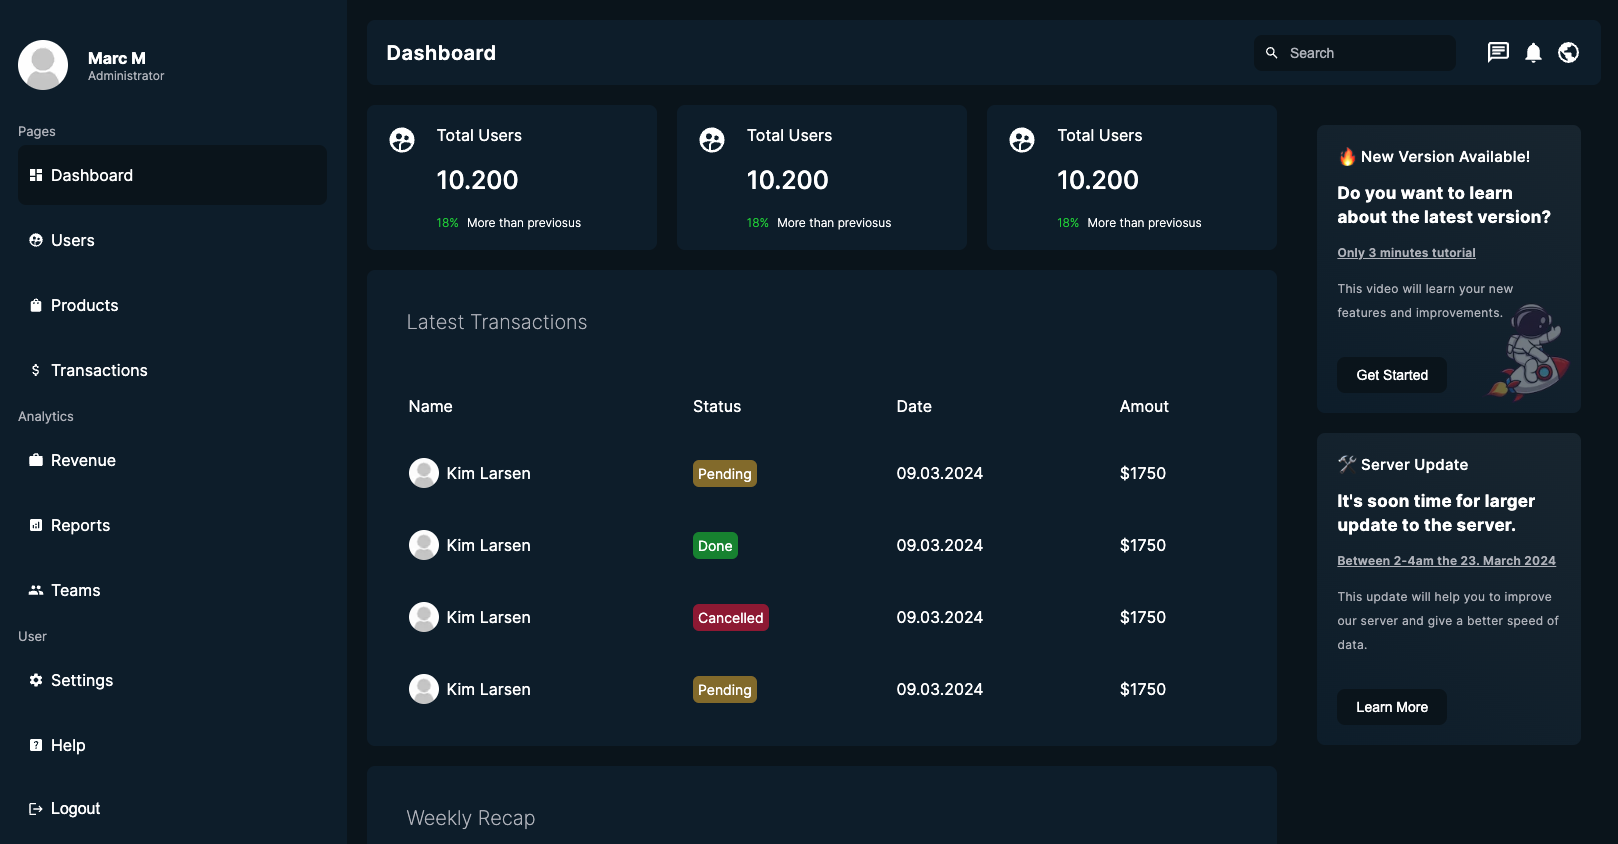 Marc M
Administrator
Pages
Dashboard
Users
Products
Transactions
Analytics
Revenue
Reports
Teams
User
Settings
Help
Logout
Dashboard
Search
Total Users
10.200
18% More than previosus
Total Users
10.200
18% More than previosus
Total Users
10.200
18% More than previosus
Latest Transactions
Name Status Date Amout
Kim Larsen Pending 09.03.2024 $1750
Kim Larsen Done 09.03.2024 $1750
Kim Larsen Cancelled 09.03.2024 $1750
Kim Larsen Pending 09.03.2024 $1750
Weekly Recap
🔥 New Version Available!
Do you want to learn
about the latest version?
Only 3 minutes tutorial
This video will learn your new
features and improvements.
Get Started
🛠️ Server Update
It's soon time for larger
update to the server.
Between 2-4am the 23. March 2024
This update will help you to improve
our server and give a better speed of
data.
Learn More